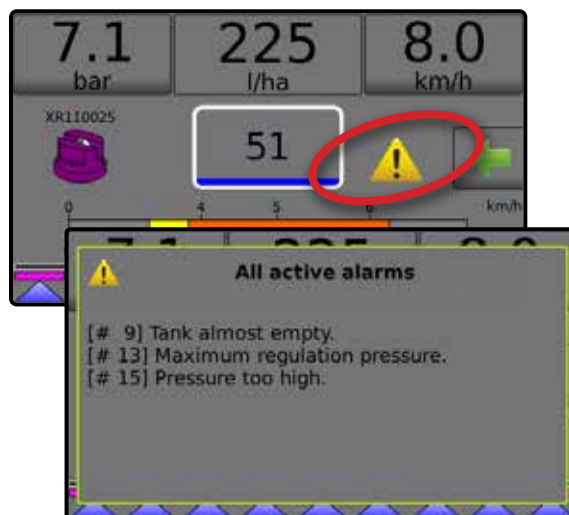 7.1 225 8.0
bar l/ha km/h
XR110025
51
0 4 5 6 km/h
All active alarms
[# 9] Tank almost empty.
[# 13] Maximum regulation pressure.
[# 15] Pressure too high.